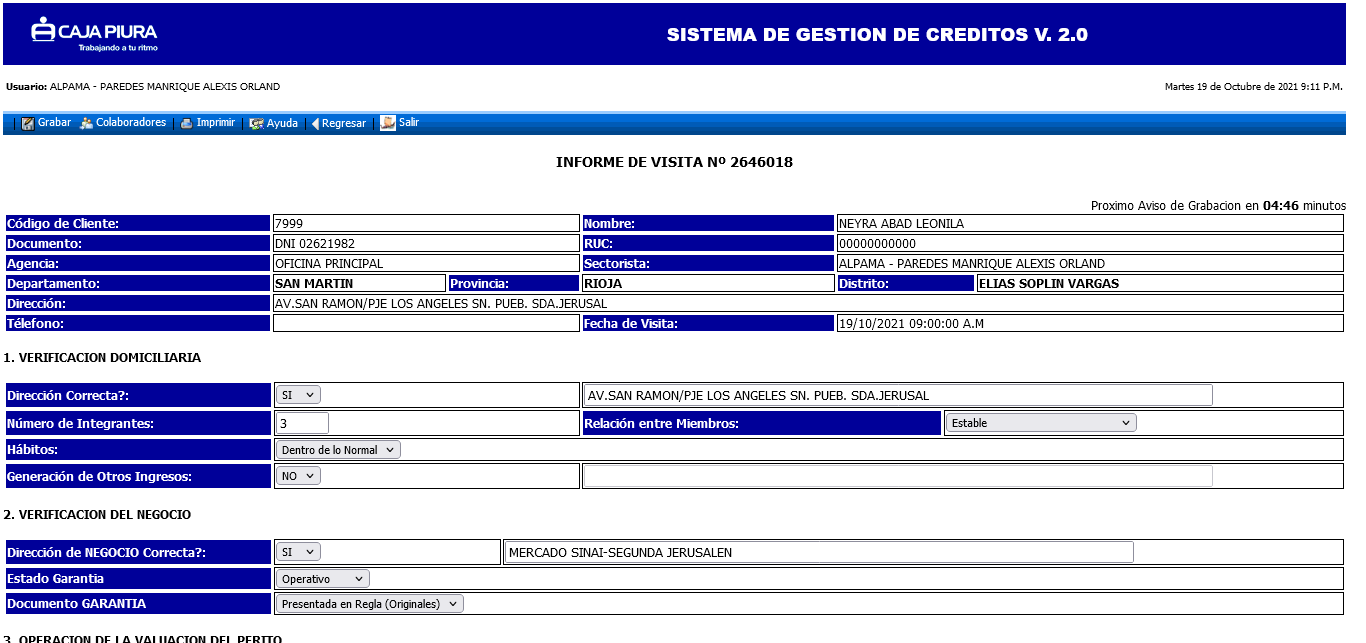 CAJA PIURA
Trabajando a tu ritmo
SISTEMA DE GESTION DE CREDITOS V. 2.0
Usuario: ALPAMA - PAREDES MANRIQUE ALEXIS ORLAND
Martes 19 de Octubre de 2021 9:11 P.M.
Grabar Colaboradores Imprimir Ayuda Regresar Salir
INFORME DE VISITA Nº 2646018
Proximo Aviso de Grabacion en 04:46 minutos
Código de Cliente: 7999 Nombre: NEYRA ABAD LEONILA
Documento: DNI 02621982 RUC: 00000000000
Agencia: OFICINA PRINCIPAL Sectorista: ALPAMA - PAREDES MANRIQUE ALEXIS ORLAND
Departamento: SAN MARTIN Provincia: RIOJA Distrito: ELIAS SOPLIN VARGAS
Dirección: AV.SAN RAMON/PJE LOS ANGELES SN. PUEB. SDA.JERUSAL
Télefono: Fecha de Visita: 19/10/2021 09:00:00 A.M
1. VERIFICACION DOMICILIARIA
Dirección Correcta?: SI AV.SAN RAMON/PJE LOS ANGELES SN. PUEB. SDA.JERUSAL
Número de Integrantes: 3 Relación entre Miembros: Estable
Hábitos: Dentro de lo Normal
Generación de Otros Ingresos: NO
2. VERIFICACION DEL NEGOCIO
Dirección de NEGOCIO Correcta?: SI MERCADO SINAI-SEGUNDA JERUSALEN
Estado Garantia Operativo
Documento GARANTIA Presentada en Regla (Originales)
3. OPERACION DE LA VALUACION DEL PERITO